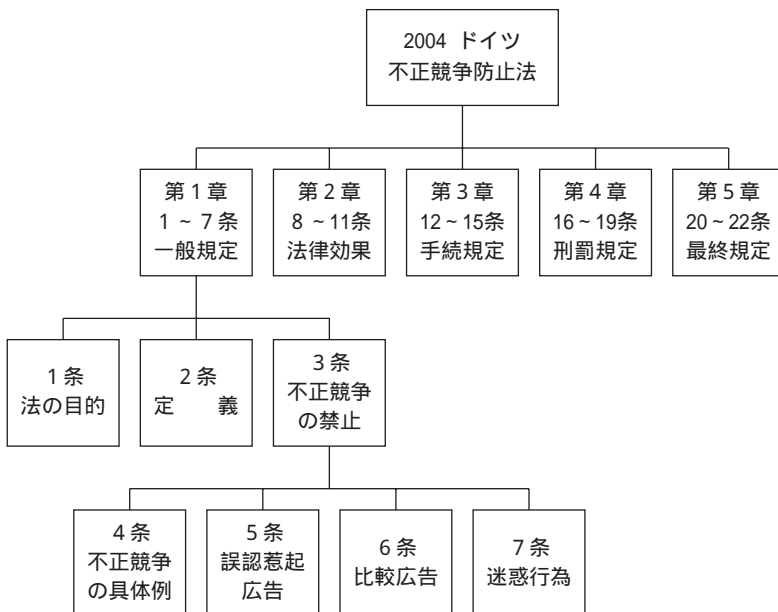 2004 ドイツ
不正競争防止法
第1章
1～7条
一般規定
第2章
8～11条
法律効果
第3章
12～15条
手続規定
第4章
16～19条
刑罰規定
第5章
20～22条
最終規定
1条
法の目的
2条
定　　義
3条
不正競争
の禁止
4条
不正競争
の具体例
5条
誤認惹起
広告
6条
比較広告
7条
迷惑行為